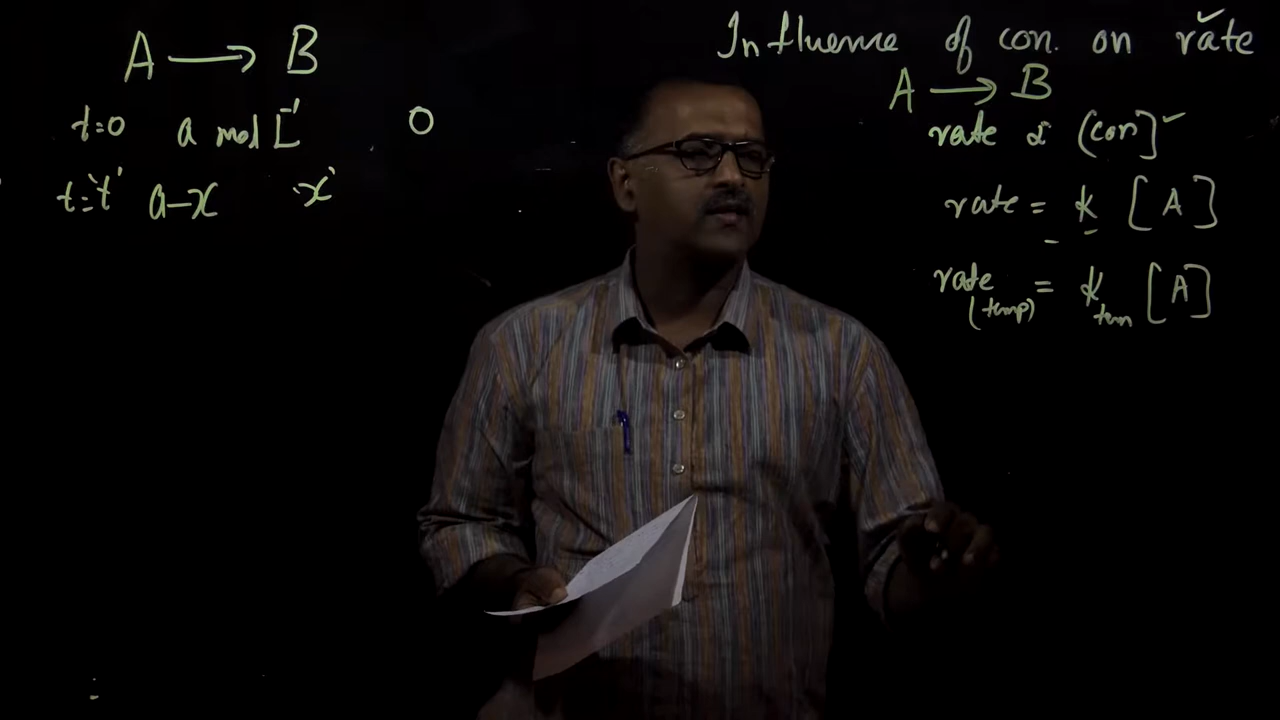 A → B
t=0 a mol L⁻¹ 0
t='t' a-x 'x'
Influence of con. on rate
A → B
rate α (con]
rate = k [A]
rate (temp) = k tem [A]